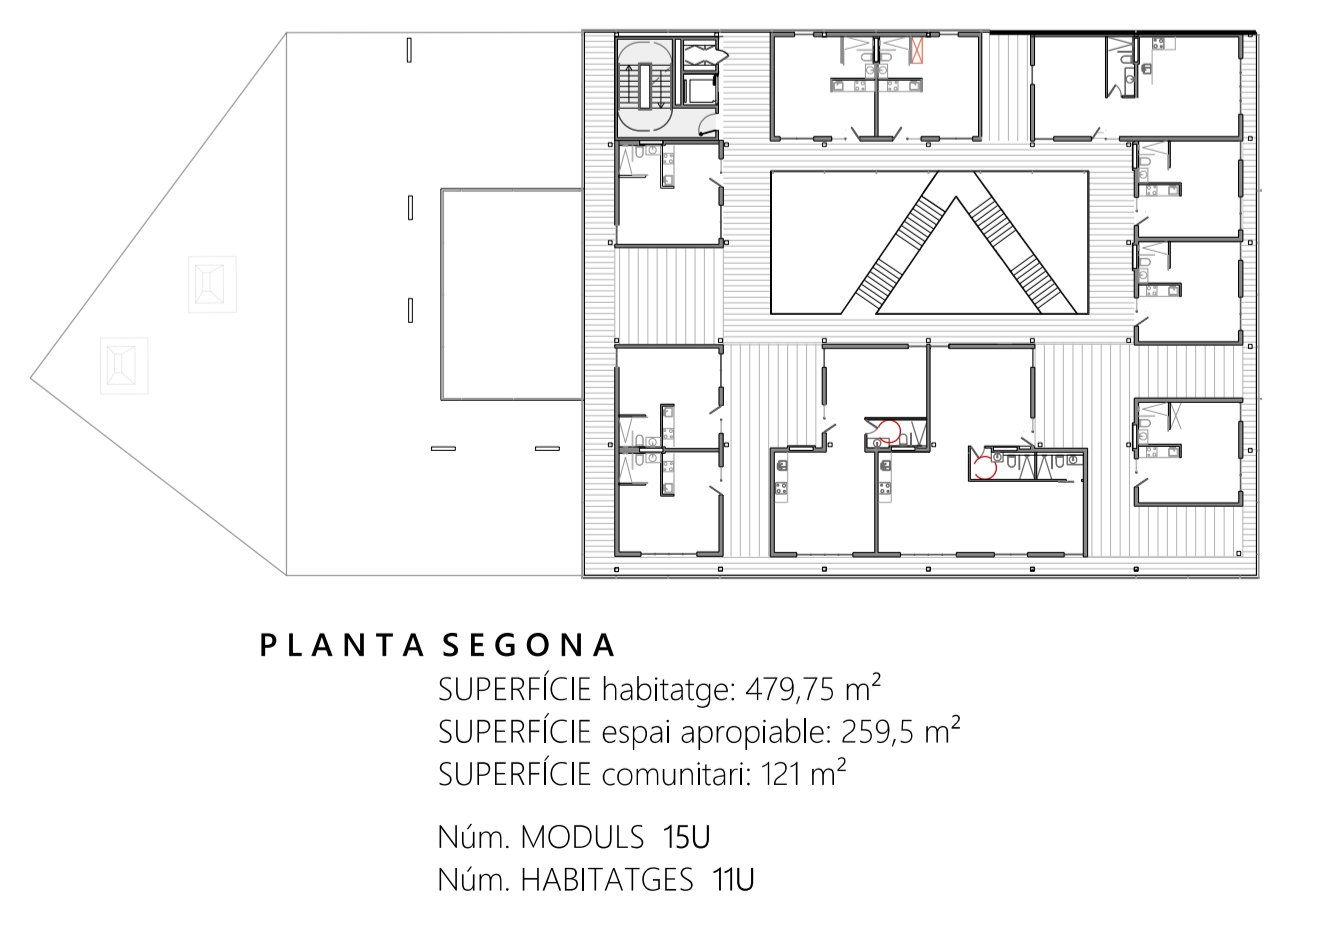 PLANTA SEGONA
SUPERFÍCIE habitatge: 479,75 m²
SUPERFÍCIE espai apropiable: 259,5 m²
SUPERFÍCIE comunitari: 121 m²
Núm. MODULS 15U
Núm. HABITATGES 11U